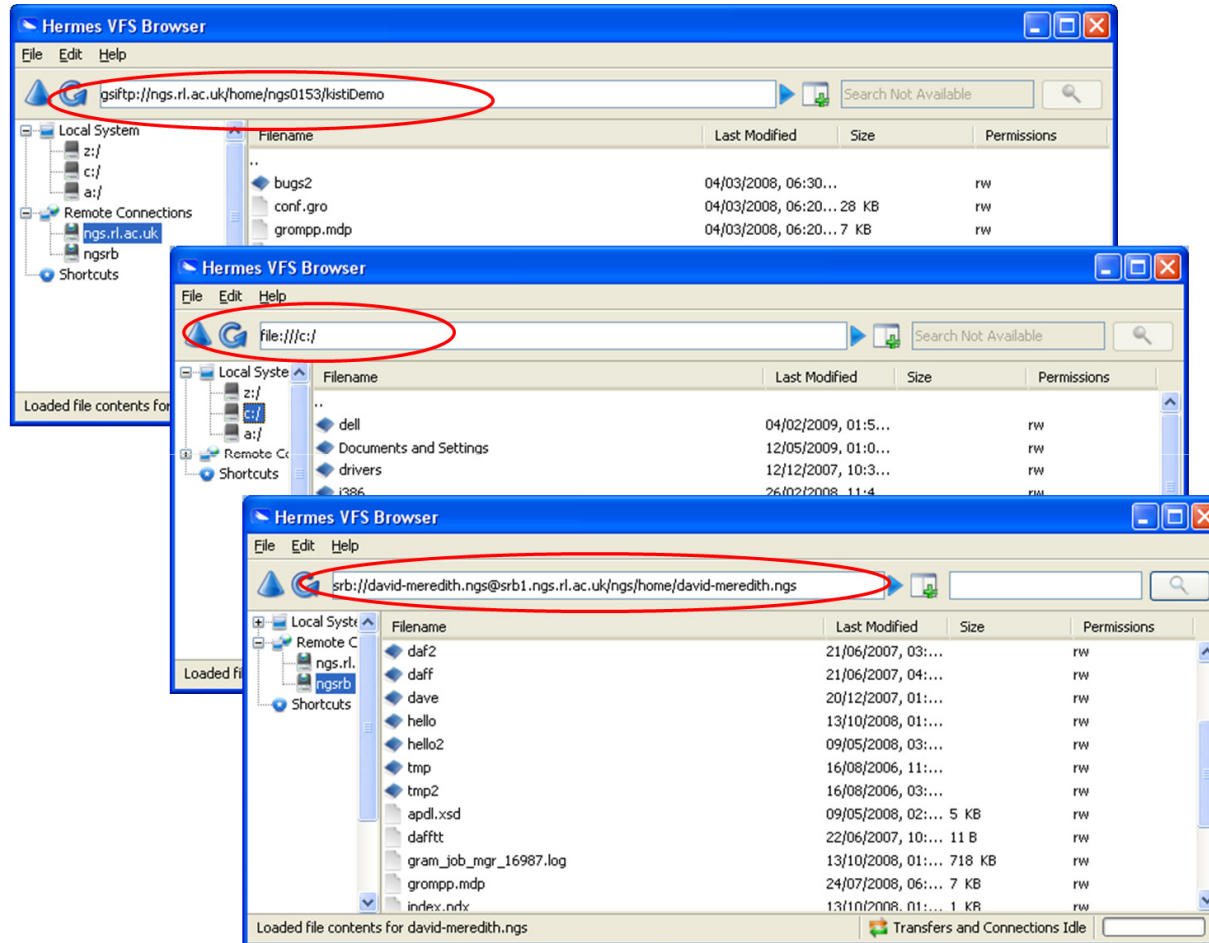 Hermes VFS Browser
File Edit Help
gsiftp://ngs.rl.ac.uk/home/ngs0153/kistiDemo
Search Not Available
Local System
z:/
c:/
a:/
Remote Connections
ngs.rl.ac.uk
ngsrb
Shortcuts
Filename Last Modified Size Permissions
..
bugs2 04/03/2008, 06:30... rw
conf.gro 04/03/2008, 06:20... 28 KB rw
grompp.mdp 04/03/2008, 06:20... 7 KB rw
Loaded file contents for
Hermes VFS Browser
File Edit Help
file:///c:/
Search Not Available
Local Syste
z:/
c:/
a:/
Remote Cc
Shortcuts
Filename Last Modified Size Permissions
..
dell 04/02/2009, 01:5... rw
Documents and Settings 12/05/2009, 01:0... rw
drivers 12/12/2007, 10:3... rw
i386 26/02/2008, 11:4 rw
Loaded fil
Hermes VFS Browser
File Edit Help
srb://david-meredith.ngs@srb1.ngs.rl.ac.uk/ngs/home/david-meredith.ngs
Local Syste
Remote C
ngs.rl.
ngsrb
Shortcuts
Filename Last Modified Size Permissions
daf2 21/06/2007, 03:... rw
daff 21/06/2007, 04:... rw
dave 20/12/2007, 01:... rw
hello 13/10/2008, 01:... rw
hello2 09/05/2008, 03:... rw
tmp 16/08/2006, 11:... rw
tmp2 16/08/2006, 03:... rw
apdl.xsd 09/05/2008, 02:... 5 KB rw
dafftt 22/06/2007, 10:... 11 B rw
gram_job_mgr_16987.log 13/10/2008, 01:... 718 KB rw
grompp.mdp 24/07/2008, 06:... 7 KB rw
index.ndx 13/10/2008, 01:... 1 KB rw
Loaded file contents for david-meredith.ngs Transfers and Connections Idle